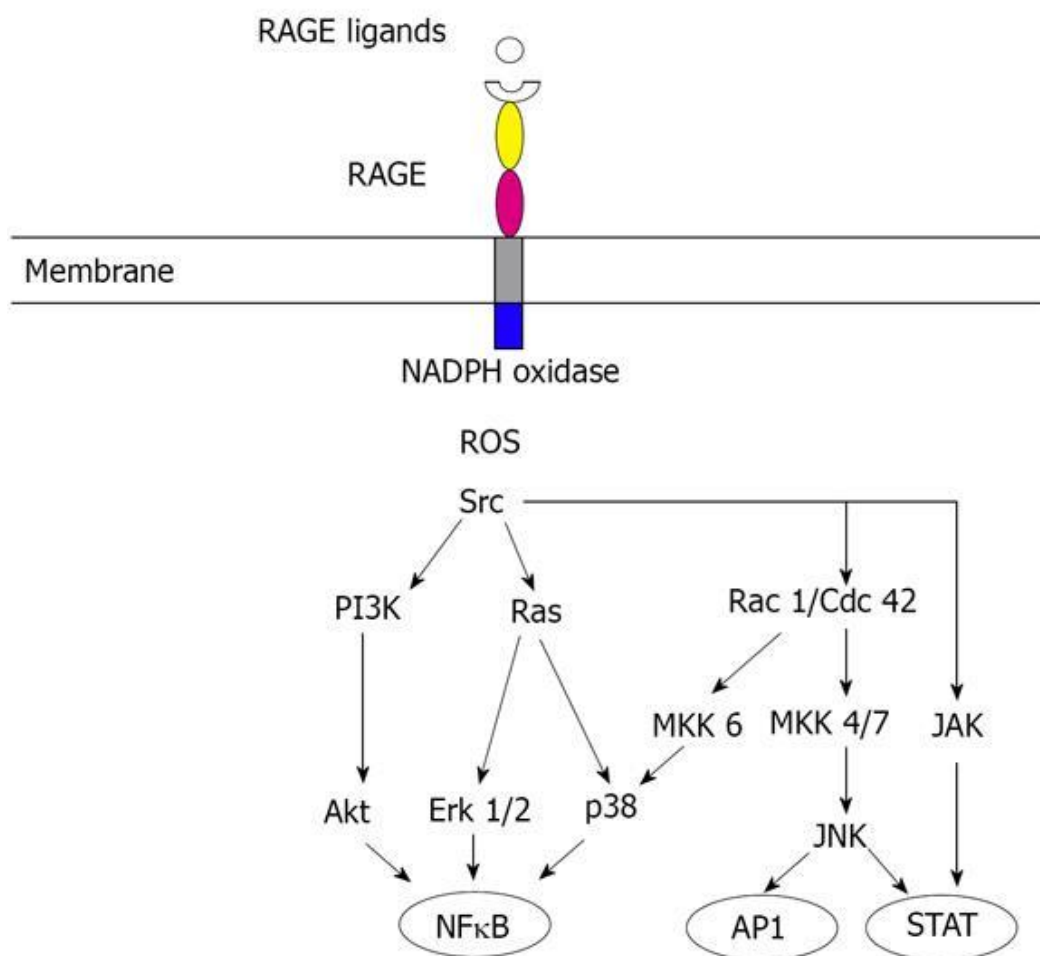 RAGE ligands
RAGE
Membrane
NADPH oxidase
ROS
Src
PI3K
Ras
Rac 1/Cdc 42
MKK 6
MKK 4/7
JAK
Akt
Erk 1/2
p38
JNK
NFκB
AP1
STAT